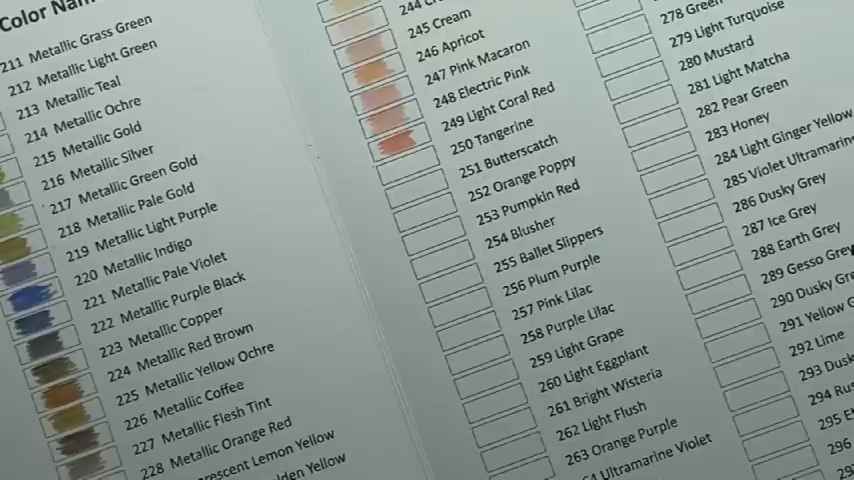 Color Nam
211 Metallic Grass Green
212 Metallic Light Green
213 Metallic Teal
214 Metallic Ochre
215 Metallic Gold
216 Metallic Silver
217 Metallic Green Gold
218 Metallic Pale Gold
219 Metallic Light Purple
220 Metallic Indigo
221 Metallic Pale Violet
222 Metallic Purple Black
223 Metallic Copper
224 Metallic Red Brown
225 Metallic Yellow Ochre
226 Metallic Coffee
227 Metallic Flesh Tint
228 Metallic Orange Red
rescent Lemon Yellow
lden Yellow
244
245 Cream
246 Apricot
247 Pink Macaron
248 Electric Pink
249 Light Coral Red
250 Tangerine
251 Butterscatch
252 Orange Poppy
253 Pumpkin Red
254 Blusher
255 Ballet Slippers
256 Plum Purple
257 Pink Lilac
258 Purple Lilac
259 Light Grape
260 Light Eggplant
261 Bright Wisteria
262 Light Flush
263 Orange Purple
64 Ultramarine Violet
278 Green
279 Light Turquoise
280 Mustard
281 Light Matcha
282 Pear Green
283 Honey
284 Light Ginger Yellow
285 Violet Ultramarin
286 Dusky Grey
287 Ice Grey
288 Earth Grey
289 Gesso Grey
290 Dusky Gre
291 Yellow G
292 Lime
293 Dusk
294 Rus
295
296